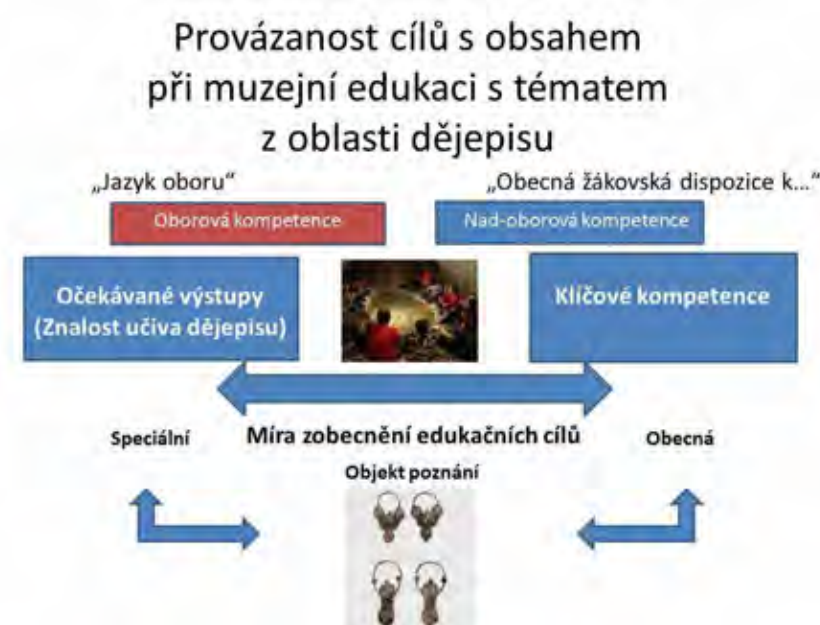 Provázanost cílů s obsahem
při muzejní edukaci s tématem
z oblasti dějepisu
„Jazyk oboru“
„Obecná žákovská dispozice k...“
Oborová kompetence
Nad-oborová kompetence
Očekávané výstupy
(Znalost učiva dějepisu)
Klíčové kompetence
Speciální
Míra zobecnění edukačních cílů
Obecná
Objekt poznání